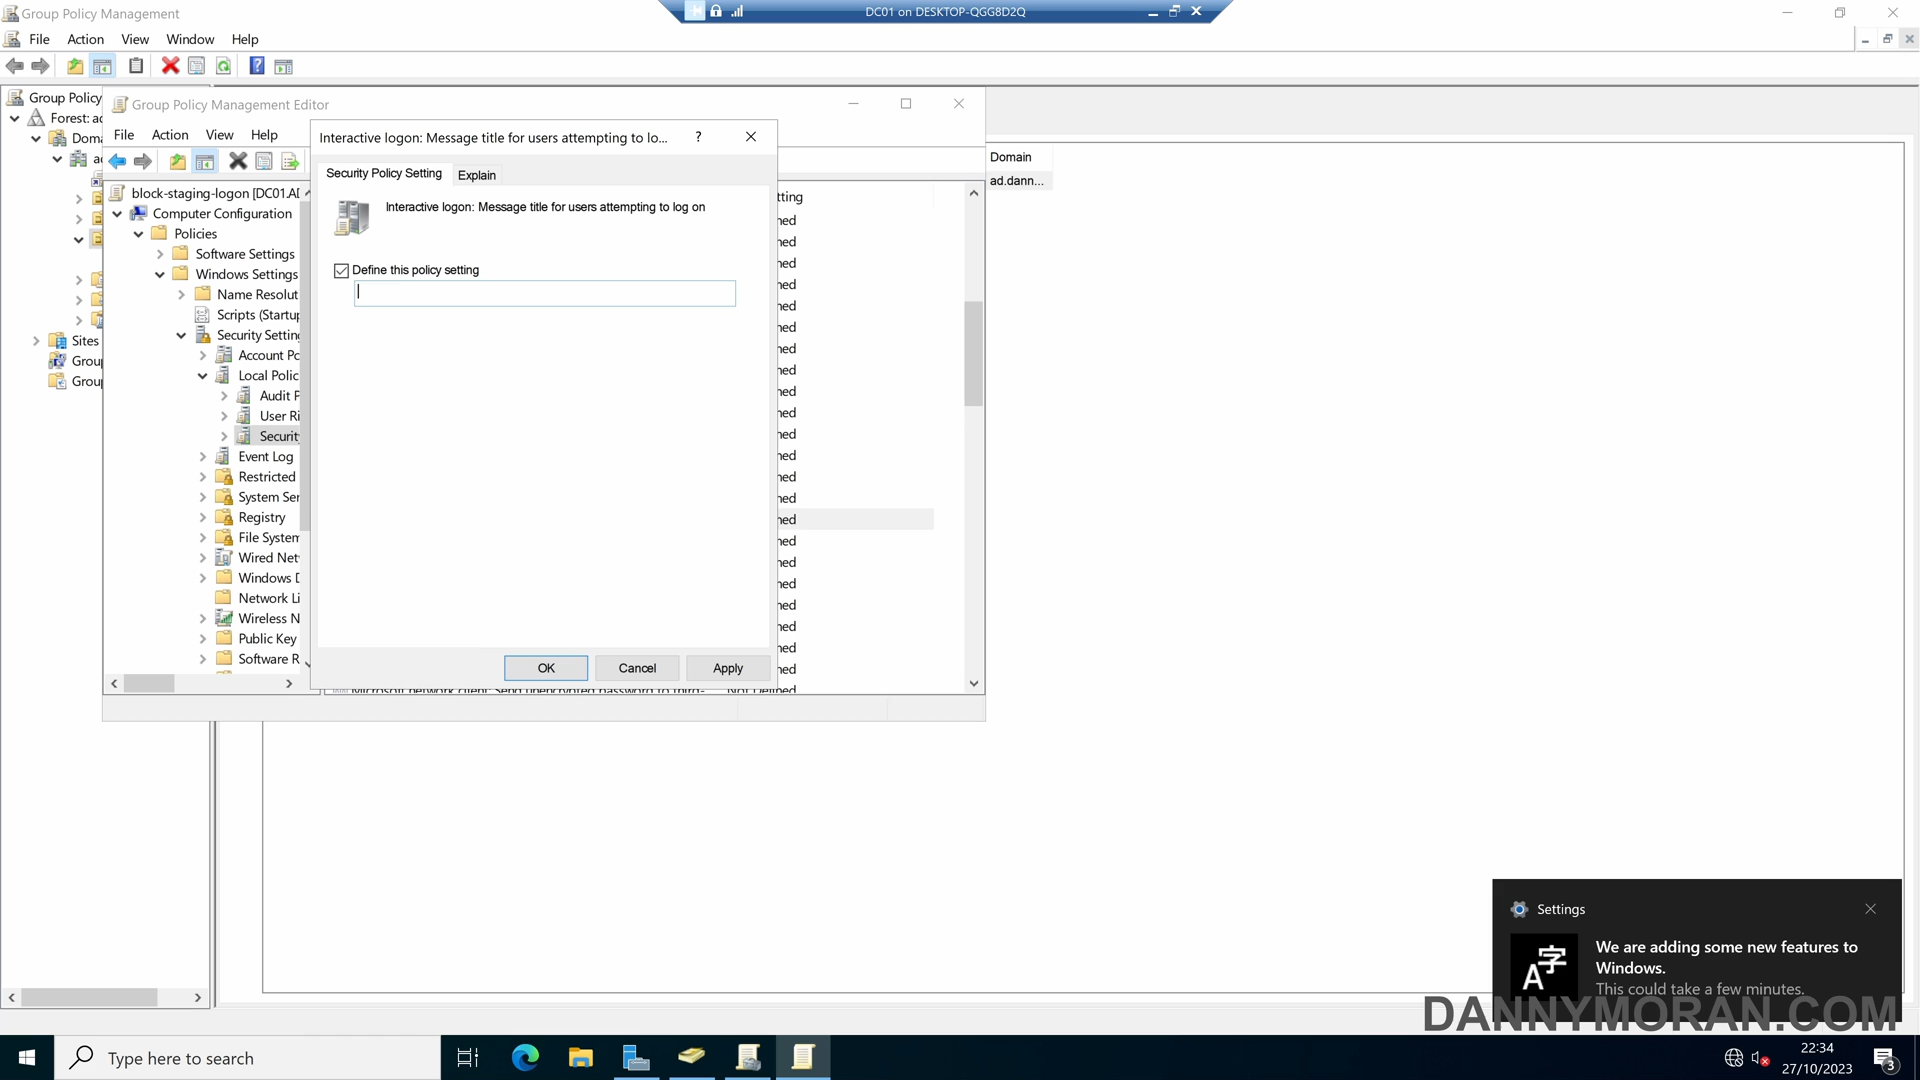 Group Policy Management
DC01 on DESKTOP-QGG8D2Q
File Action View Window Help
Group Policy
Forest: ad
Doma
Sites
Group Policy Management Editor
File Action View Help
block-staging-logon [DC01.AD
Computer Configuration
Policies
Software Settings
Windows Settings
Name Resolut
Scripts (Startup
Security Setting
Account Po
Local Polic
Audit P
User Ri
Securit
Event Log
Restricted
System Ser
Registry
File System
Wired Net
Windows D
Network Li
Wireless N
Public Key
Software R
Interactive logon: Message title for users attempting to lo...
?
Security Policy Setting
Explain
Interactive logon: Message title for users attempting to log on
Define this policy setting
OK
Cancel
Apply
Domain
ad.dann...
Settings
We are adding some new features to
Windows.
This could take a few minutes.
DANNYMORAN.COM
Type here to search
22:34
27/10/2023
3